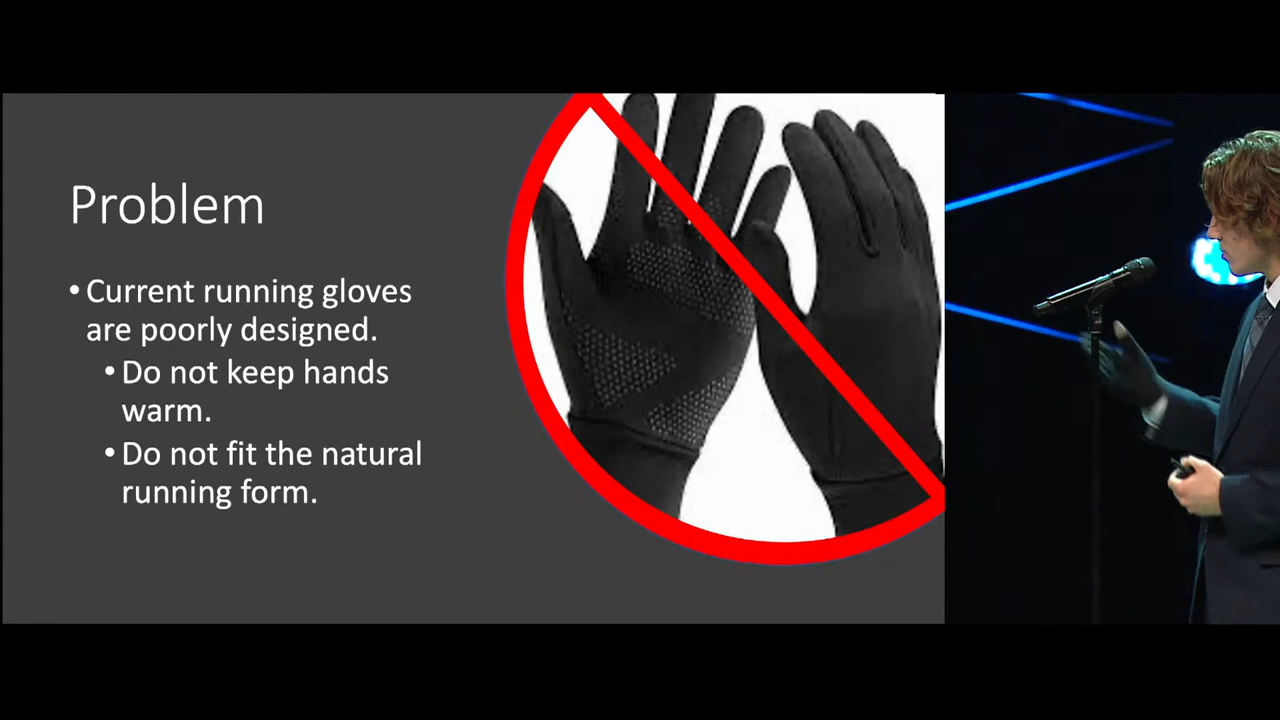 Problem
• Current running gloves
are poorly designed.
• Do not keep hands
warm.
• Do not fit the natural
running form.